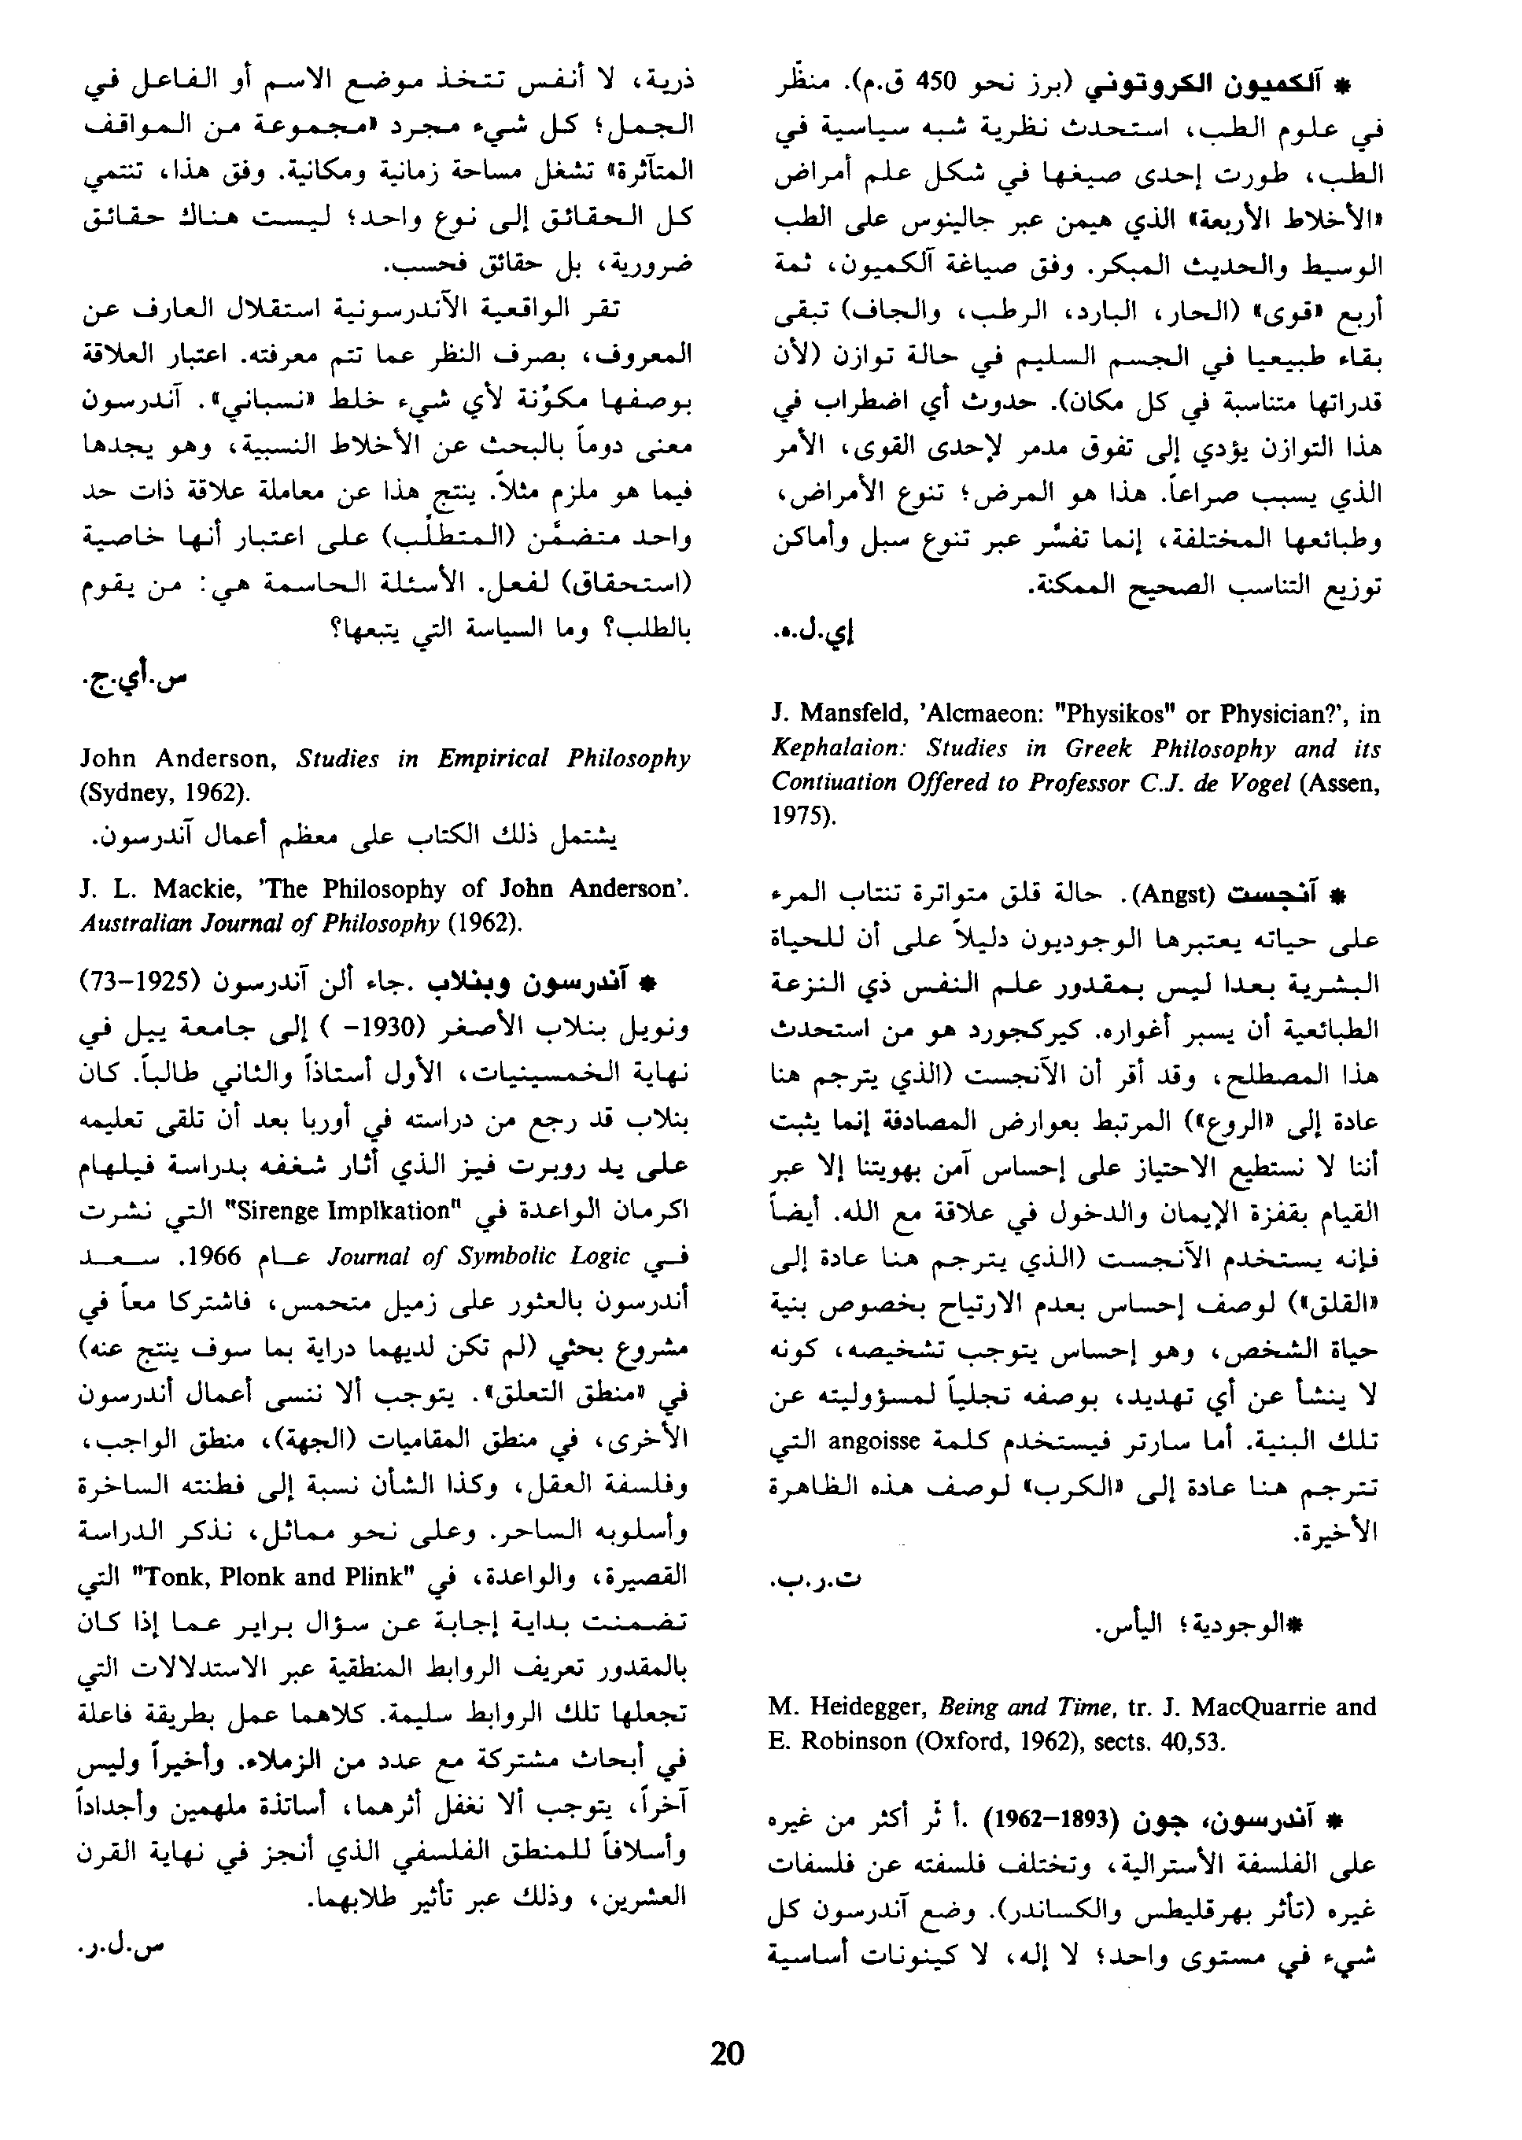 * آلكميون الكروتوني (برز نحو 450 ق.م). منظّر
في علوم الطب، استحدث نظرية شبه سياسية في
الطب، طورت إحدى صيغها في شكل علم أمراض
«الأخلاط الأربعة» الذي هيمن عبر جالينوس على الطب
الوسيط والحديث المبكر. وفق صياغة آلكميون، ثمة
أربع «قوى» (الحار، البارد، الرطب، والجاف) تبقى
بقاء طبيعيا في الجسم السليم في حالة توازن (لأن
قدراتها متناسبة في كل مكان). حدوث أي اضطراب في
هذا التوازن يؤدي إلى تفوق مدمر لإحدى القوى، الأمر
الذي يسبب صراعاً. هذا هو المرض؛ تنوع الأمراض،
وطبائعها المختلفة، إنما تفسَّر عبر تنوع سبل وأماكن
توزيع التناسب الصحيح الممكنة.
إي.ل.ه.
J. Mansfeld, 'Alcmaeon: "Physikos" or Physician?', in
Kephalaion: Studies in Greek Philosophy and its
Contiuation Offered to Professor C.J. de Vogel (Assen,
1975).
* آنجست (Angst). حالة قلق متواترة تنتاب المرء
على حياته يعتبرها الوجوديون دليلاً على أن للحياة
البشرية بعدا ليس بمقدور علم النفس ذي النزعة
الطبائعية أن يسبر أغواره. كيركجورد هو من استحدث
هذا المصطلح، وقد أقر أن الآنجست (الذي يترجم هنا
عادة إلى «الروع») المرتبط بعوارض المصادفة إنما يثبت
أننا لا نستطيع الاحتياز على إحساس آمن بهويتنا إلا عبر
القيام بقفزة الإيمان والدخول في علاقة مع الله. أيضاً
فإنه يستخدم الآنجست (الذي يترجم هنا عادة إلى
«القلق») لوصف إحساس بعدم الارتياح بخصوص بنية
حياة الشخص، وهو إحساس يتوجب تشخيصه، كونه
لا ينشأ عن أي تهديد، بوصفه تجلياً لمسؤوليته عن
تلك البنية. أما سارتر فيستخدم كلمة angoisse التي
تترجم هنا عادة إلى «الكرب» لوصف هذه الظاهرة
الأخيرة.
ت.ر.ب.
*الوجودية؛ اليأس.
M. Heidegger, Being and Time, tr. J. MacQuarrie and
E. Robinson (Oxford, 1962), sects. 40,53.
* آندرسون، جون (1893–1962) .أ ثّر أكثر من غيره
على الفلسفة الأسترالية، وتختلف فلسفته عن فلسفات
غيره (تأثر بهرقليطس والكساندر). وضع آندرسون كل
شيء في مستوى واحد؛ لا إله، لا كينونات أساسية
ذرية، لا أنفس تتخذ موضع الاسم أو الفاعل في
الجمل؛ كل شيء مجرد «مجموعة من المواقف
المتآثرة» تشغل مساحة زمانية ومكانية. وفق هذا، تنتمي
كل الحقائق إلى نوع واحد؛ ليست هناك حقائق
ضرورية، بل حقائق فحسب.
تقر الواقعية الآندرسونية استقلال العارف عن
المعروف، بصرف النظر عما تتم معرفته. اعتبار العلاقة
بوصفها مكوّنة لأي شيء خلط «نسباني». آندرسون
معنى دوماً بالبحث عن الأخلاط النسبية، وهو يجدها
فيما هو ملزم مثلاً. ينتج هذا عن معاملة علاقة ذات حد
واحد متضمَّن (المتطلَّب) على اعتبار أنها خاصية
(استحقاق) لفعل. الأسئلة الحاسمة هي: من يقوم
بالطلب؟ وما السياسة التي يتبعها؟
س.أي.ج.
John Anderson, Studies in Empirical Philosophy
(Sydney, 1962).
يشتمل ذلك الكتاب على معظم أعمال آندرسون.
J. L. Mackie, 'The Philosophy of John Anderson'.
Australian Journal of Philosophy (1962).
* آندرسون وبنلاب .جاء ألن آندرسون (1925–73)
ونويل بنلاب الأصغر (1930– ) إلى جامعة ييل في
نهاية الخمسينيات، الأول أستاذاً والثاني طالباً. كان
بنلاب قد رجع من دراسته في أوربا بعد أن تلقى تعليمه
على يد روبرت فيز الذي أثار شغفه بدراسة فيلهام
اكرمان الواعدة في "Sirenge Implkation" التي نشرت
في Journal of Symbolic Logic عام 1966. سعد
أندرسون بالعثور على زميل متحمس، فاشتركا معاً في
مشروع بحثي (لم تكن لديهما دراية بما سوف ينتج عنه)
في «منطق التعلق». يتوجب ألا ننسى أعمال أندرسون
الأخرى، في منطق المقاميات (الجهة)، منطق الواجب،
وفلسفة العقل، وكذا الشأن نسبة إلى فطنته الساخرة
وأسلوبه الساحر. وعلى نحو مماثل، نذكر الدراسة
القصيرة، والواعدة، في "Tonk, Plonk and Plink" التي
تضمنت بداية إجابة عن سؤال براير عما إذا كان
بالمقدور تعريف الروابط المنطقية عبر الاستدلالات التي
تجعلها تلك الروابط سليمة. كلاهما عمل بطريقة فاعلة
في أبحاث مشتركة مع عدد من الزملاء. وأخيراً وليس
آخراً، يتوجب ألا نغفل أثرهما، أساتذة ملهمين وأجداداً
وأسلافاً للمنطق الفلسفي الذي أنجز في نهاية القرن
العشرين، وذلك عبر تأثير طلابهما.
س.ل.ر.
20